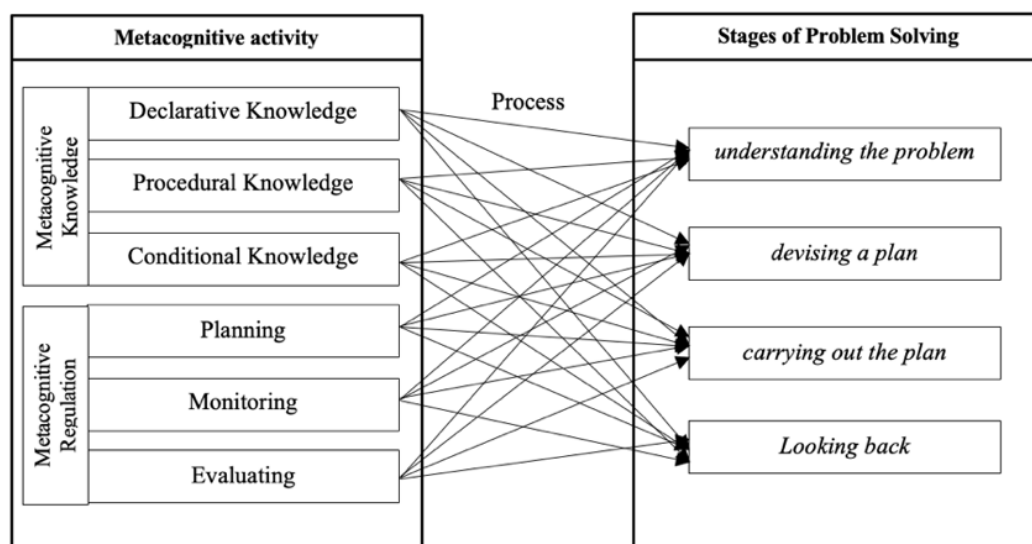 Metacognitive activity
Stages of Problem Solving
Process
Metacognitive
Knowledge
Declarative Knowledge
Procedural Knowledge
Conditional Knowledge
Metacognitive
Regulation
Planning
Monitoring
Evaluating
understanding the problem
devising a plan
carrying out the plan
Looking back